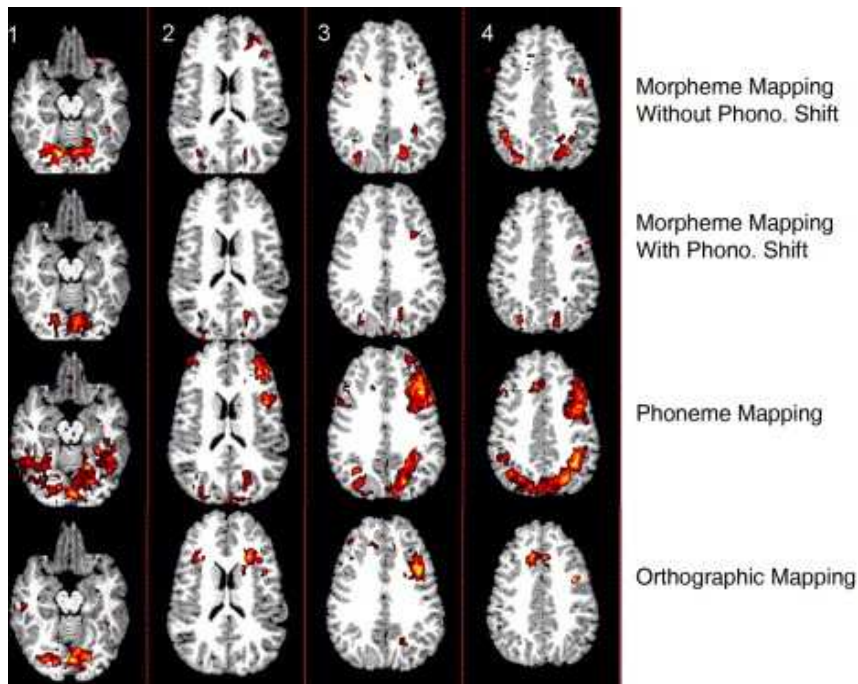 1 2 3 4
Morpheme Mapping
Without Phono. Shift
Morpheme Mapping
With Phono. Shift
Phoneme Mapping
Orthographic Mapping